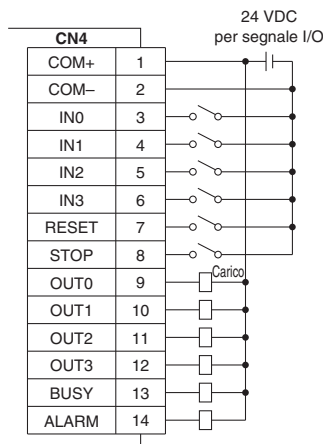 24 VDC
per segnale I/O
CN4
COM+ 1
COM– 2
IN0 3
IN1 4
IN2 5
IN3 6
RESET 7
STOP 8
OUT0 9
Carico
OUT1 10
OUT2 11
OUT3 12
BUSY 13
ALARM 14